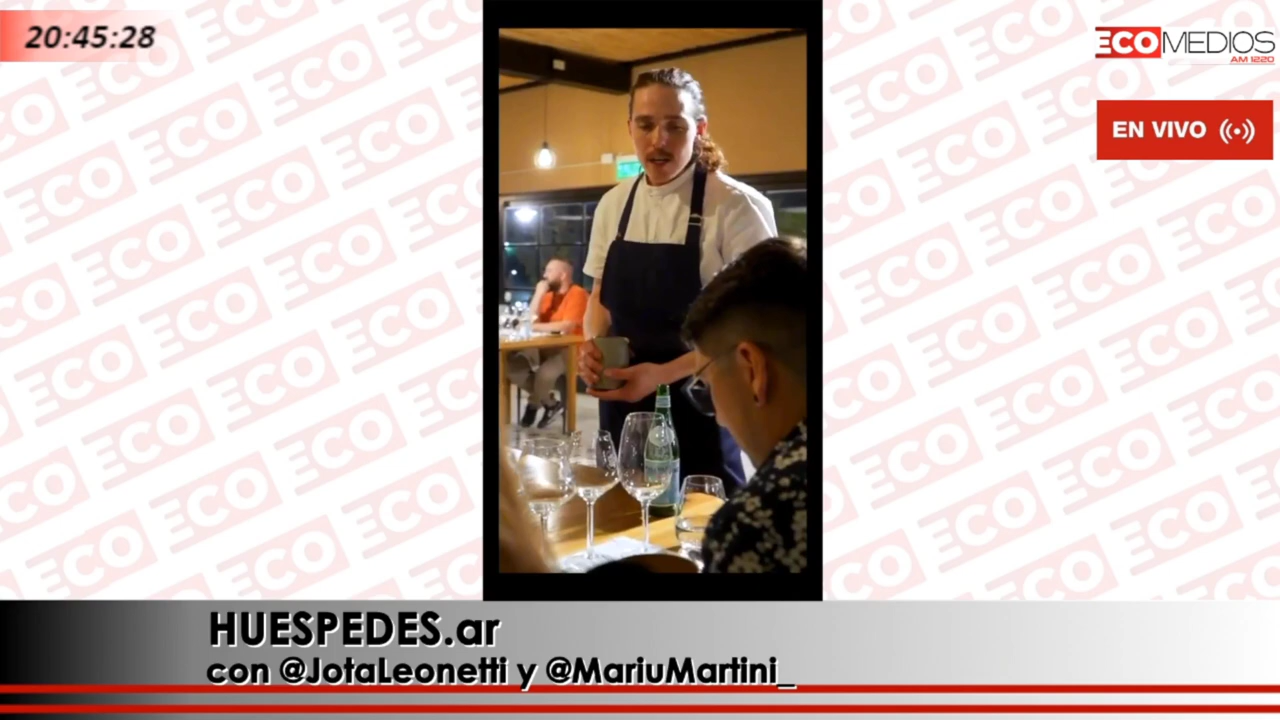 20:45:28
ECOMEDIOS
AM 1220
EN VIVO
HUESPEDES.ar
con @JotaLeonetti y @MariuMartini_